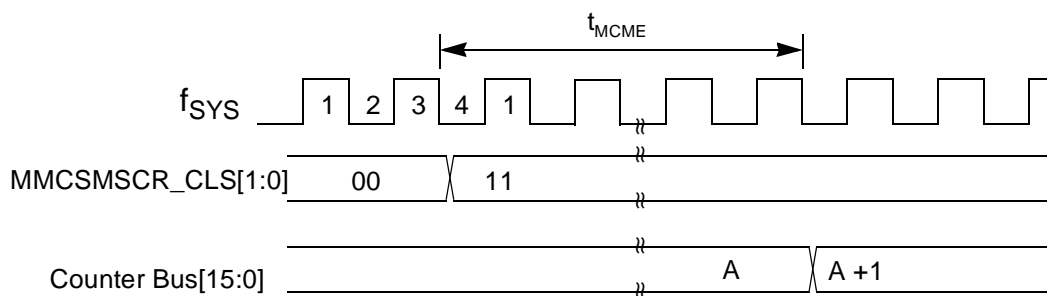 tMCME
fSYS 1 2 3 4 1
MMCSMSCR_CLS[1:0] 00 11
Counter Bus[15:0] A A +1